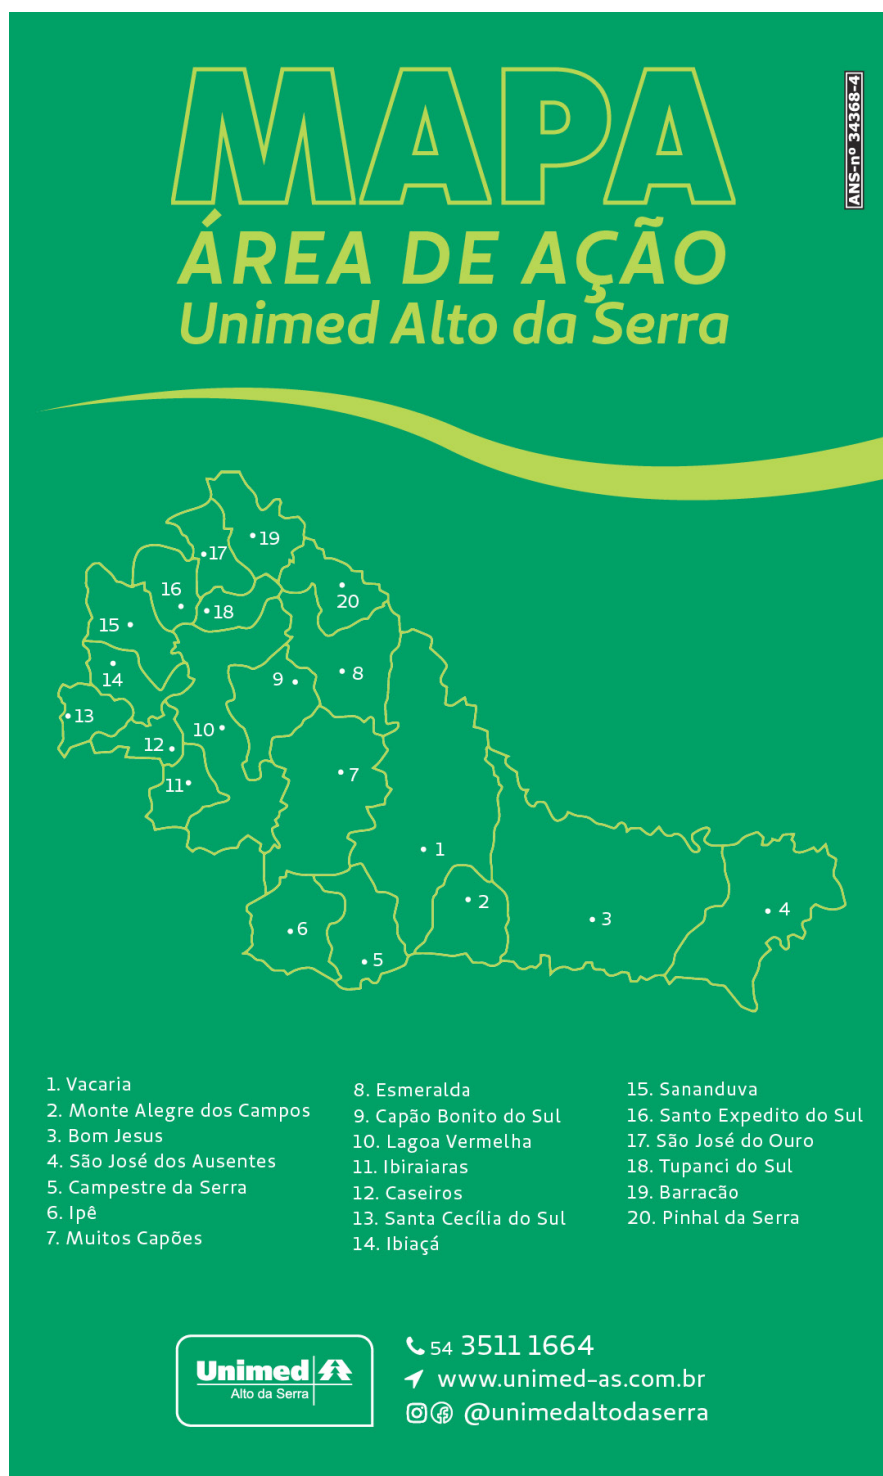 MAPA
ANS-nº 34368-4
ÁREA DE AÇÃO
Unimed Alto da Serra
19
17
16
20
18
15
14
9
8
13
10
12
7
11
1
2
4
3
6
5
1. Vacaria
2. Monte Alegre dos Campos
3. Bom Jesus
4. São José dos Ausentes
5. Campestre da Serra
6. Ipê
7. Muitos Capões
8. Esmeralda
9. Capão Bonito do Sul
10. Lagoa Vermelha
11. Ibiraiaras
12. Caseiros
13. Santa Cecília do Sul
14. Ibiaçá
15. Sananduva
16. Santo Expedito do Sul
17. São José do Ouro
18. Tupanci do Sul
19. Barracão
20. Pinhal da Serra
Unimed
Alto da Serra
54 3511 1664
www.unimed-as.com.br
@unimedaltodaserra